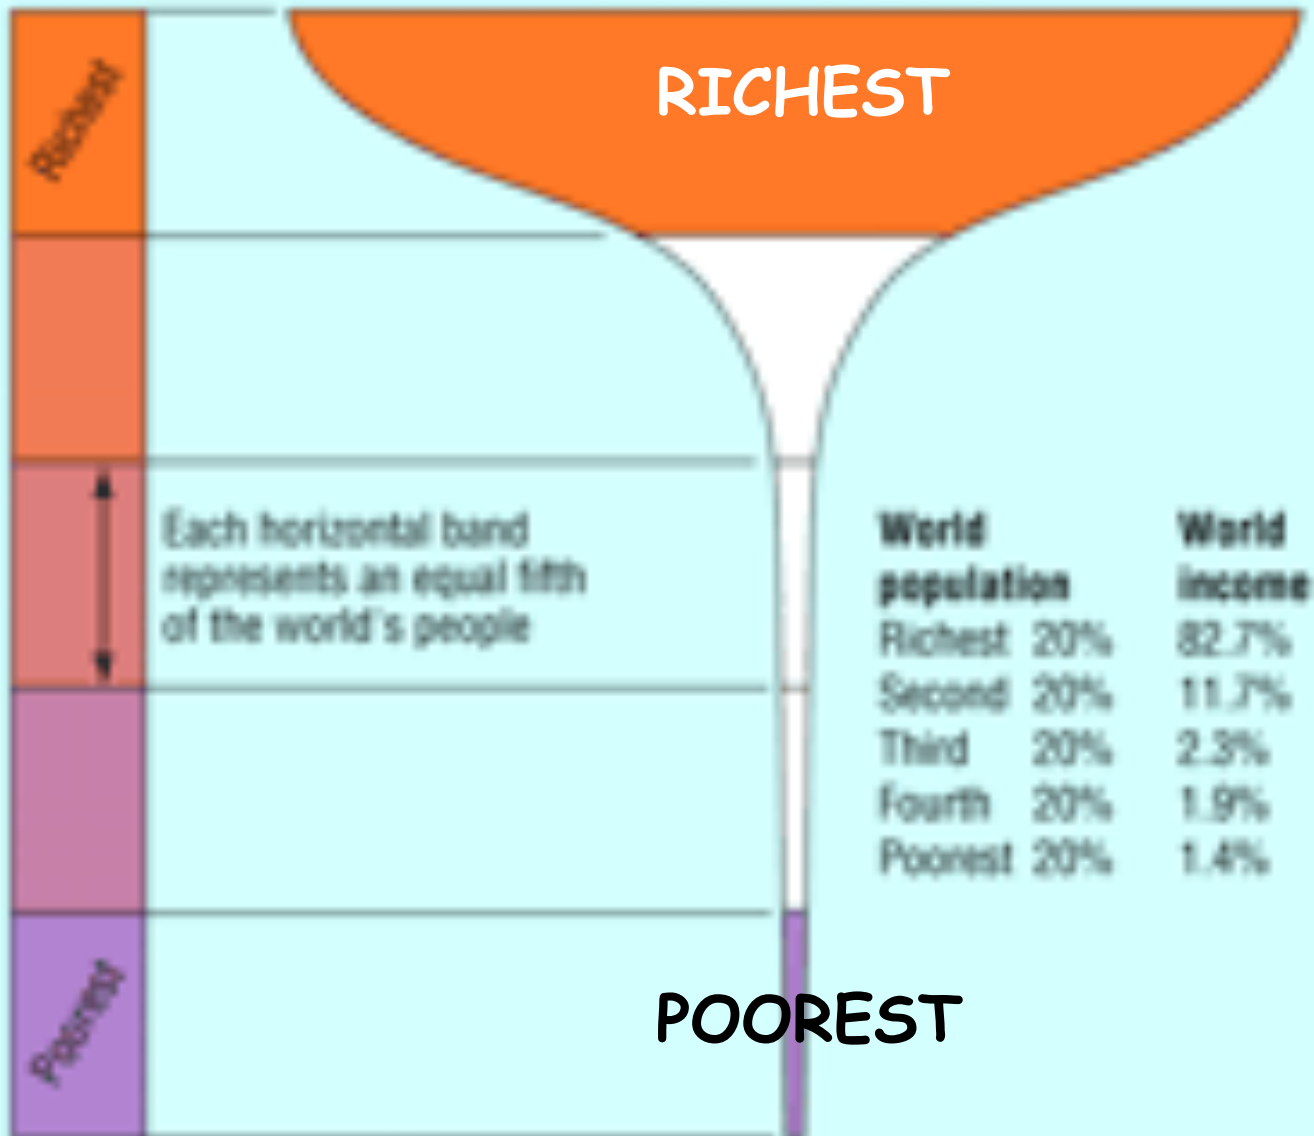 Richest
RICHEST
Each horizontal band
represents an equal fifth
of the world's people
World World
population income
Richest 20% 82.7%
Second 20% 11.7%
Third 20% 2.3%
Fourth 20% 1.9%
Poorest 20% 1.4%
Poorest
POOREST